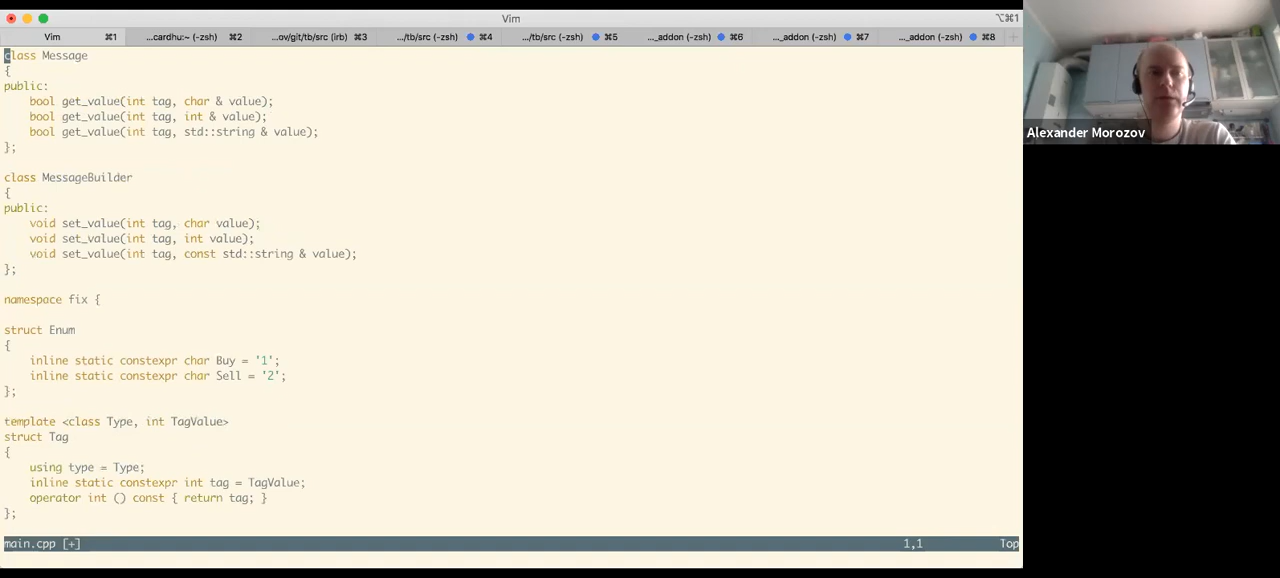 Vim
⌥⌘1
Vim ⌘1 ...cardhu:~ (-zsh) ⌘2 ...ov/git/tb/src (irb) ⌘3 .../tb/src (-zsh) ⌘4 .../tb/src (-zsh) ⌘5 ..._addon (-zsh) ⌘6 ..._addon (-zsh) ⌘7 ..._addon (-zsh) ⌘8 +
class Message
{
public:
    bool get_value(int tag, char & value);
    bool get_value(int tag, int & value);
    bool get_value(int tag, std::string & value);
};
class MessageBuilder
{
public:
    void set_value(int tag, char value);
    void set_value(int tag, int value);
    void set_value(int tag, const std::string & value);
};
namespace fix {
struct Enum
{
    inline static constexpr char Buy = '1';
    inline static constexpr char Sell = '2';
};
template <class Type, int TagValue>
struct Tag
{
    using type = Type;
    inline static constexpr int tag = TagValue;
    operator int () const { return tag; }
};
main.cpp [+] 1,1 Top
Alexander Morozov